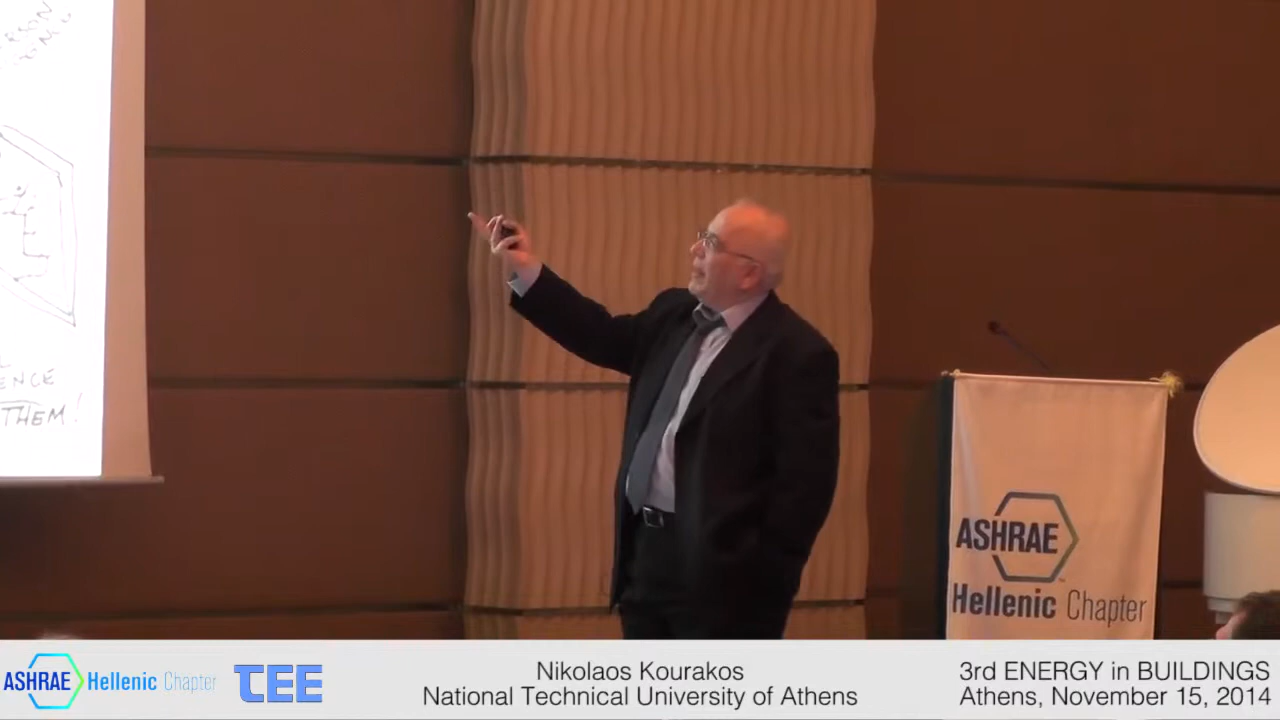 ENCE
THEM!
ASHRAE
Hellenic Chapter
ASHRAE Hellenic Chapter
TEE
Nikolaos Kourakos
National Technical University of Athens
3rd ENERGY in BUILDINGS
Athens, November 15, 2014